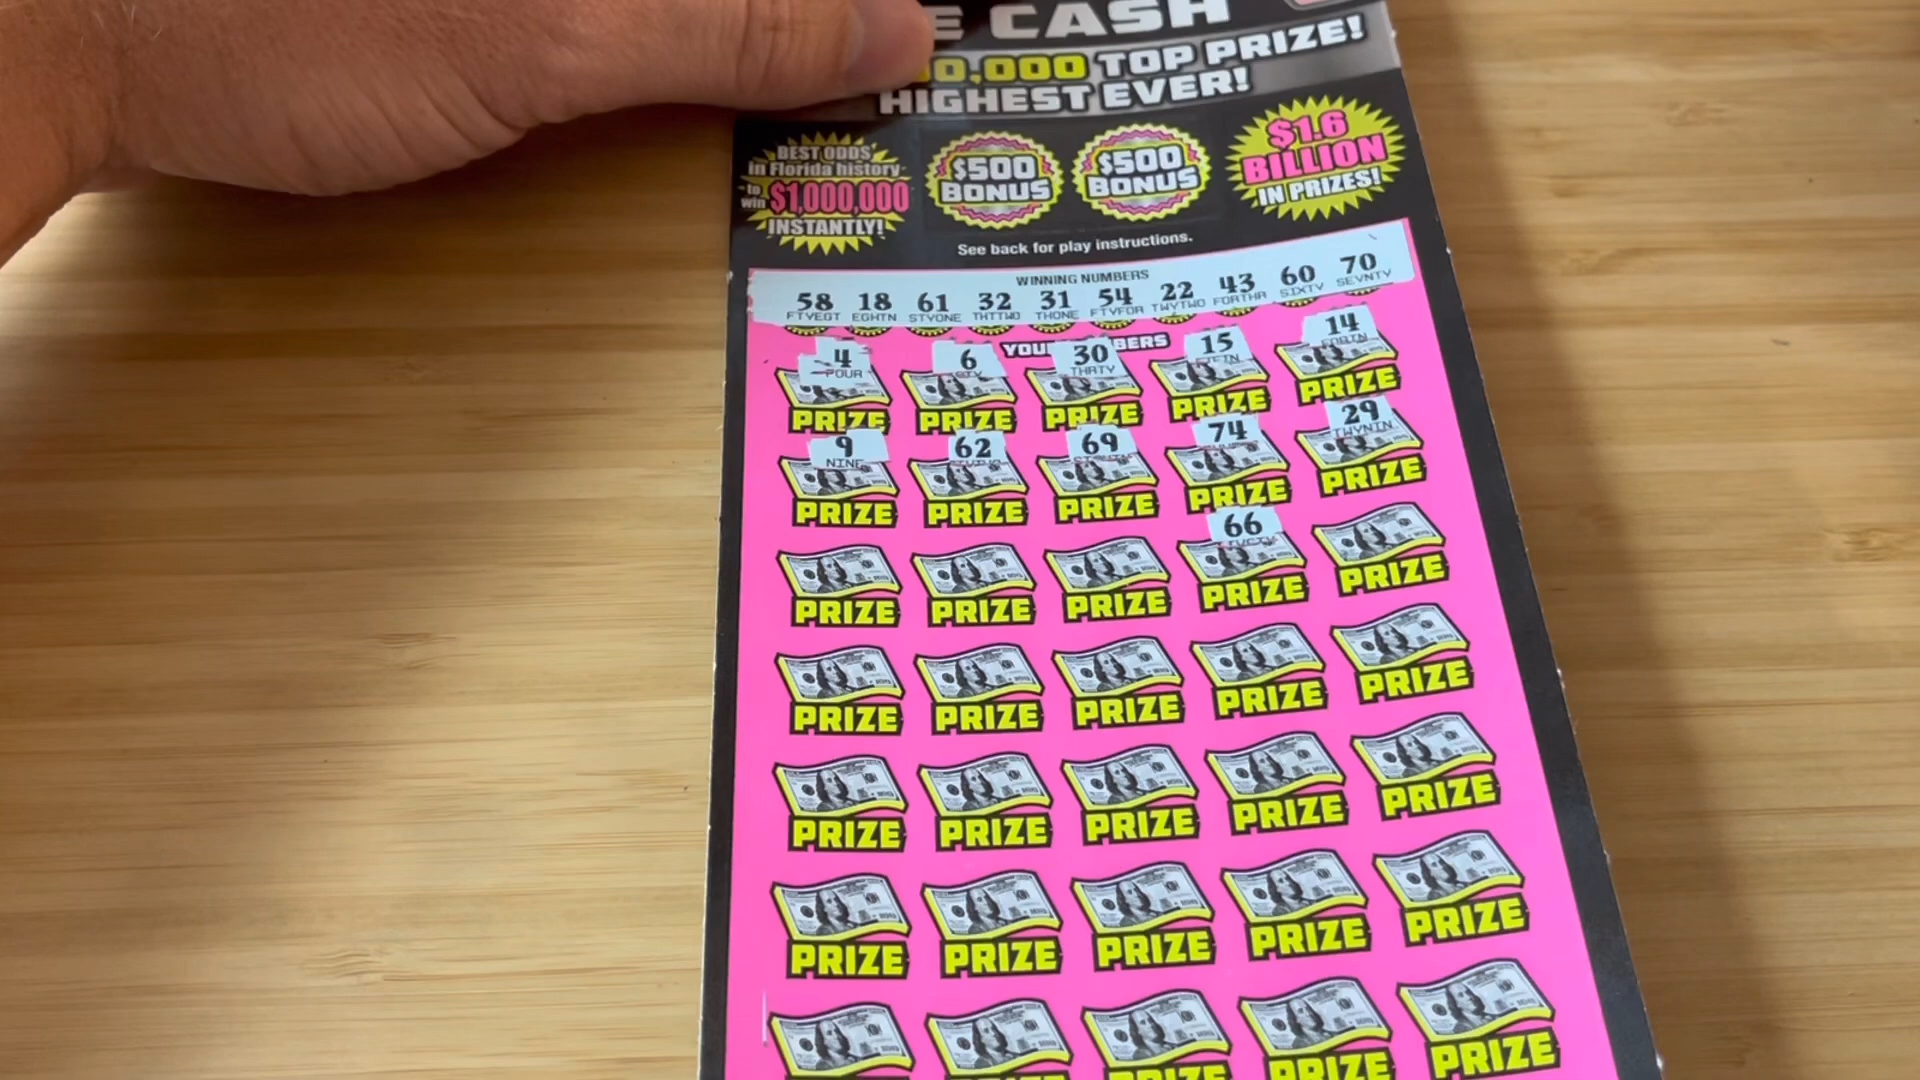 E CASH
0,000 TOP PRIZE!
HIGHEST EVER!
BEST ODDS
in Florida history
to win $1,000,000
INSTANTLY!
$500
BONUS
$500
BONUS
$1.6
BILLION
IN PRIZES!
See back for play instructions.
WINNING NUMBERS
58 18 61 32 31 54 22 43 60 70
FTYEGT EGHTN STYONE THTTWO THONE FTYFOR TWYTWO FORTHR SIXTY SEVNTY
YOU BERS
4 6 30 15 14
FOUR THRTY
PRIZE PRIZE PRIZE PRIZE PRIZE
9 62 69 74 29
NINE TWYNIN
PRIZE PRIZE PRIZE PRIZE PRIZE
66
PRIZE PRIZE PRIZE PRIZE PRIZE
PRIZE PRIZE PRIZE PRIZE PRIZE
PRIZE PRIZE PRIZE PRIZE PRIZE
PRIZE PRIZE PRIZE PRIZE PRIZE
PRIZE PRIZE PRIZE